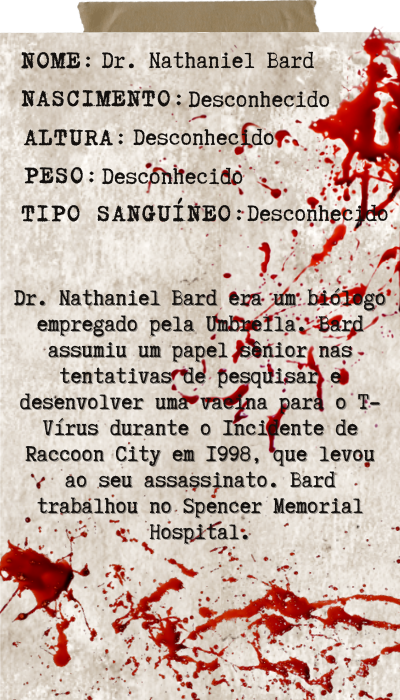 NOME: Dr. Nathaniel Bard
NASCIMENTO: Desconhecido
ALTURA: Desconhecido
PESO: Desconhecido
TIPO SANGUÍNEO: Desconhecido
Dr. Nathaniel Bard era um biólogo
empregado pela Umbrella. Bard
assumiu um papel sênior nas
tentativas de pesquisar e
desenvolver uma vacina para o T-
Vírus durante o Incidente de
Raccoon City em 1998, que levou
ao seu assassinato. Bard
trabalhou no Spencer Memorial
Hospital.